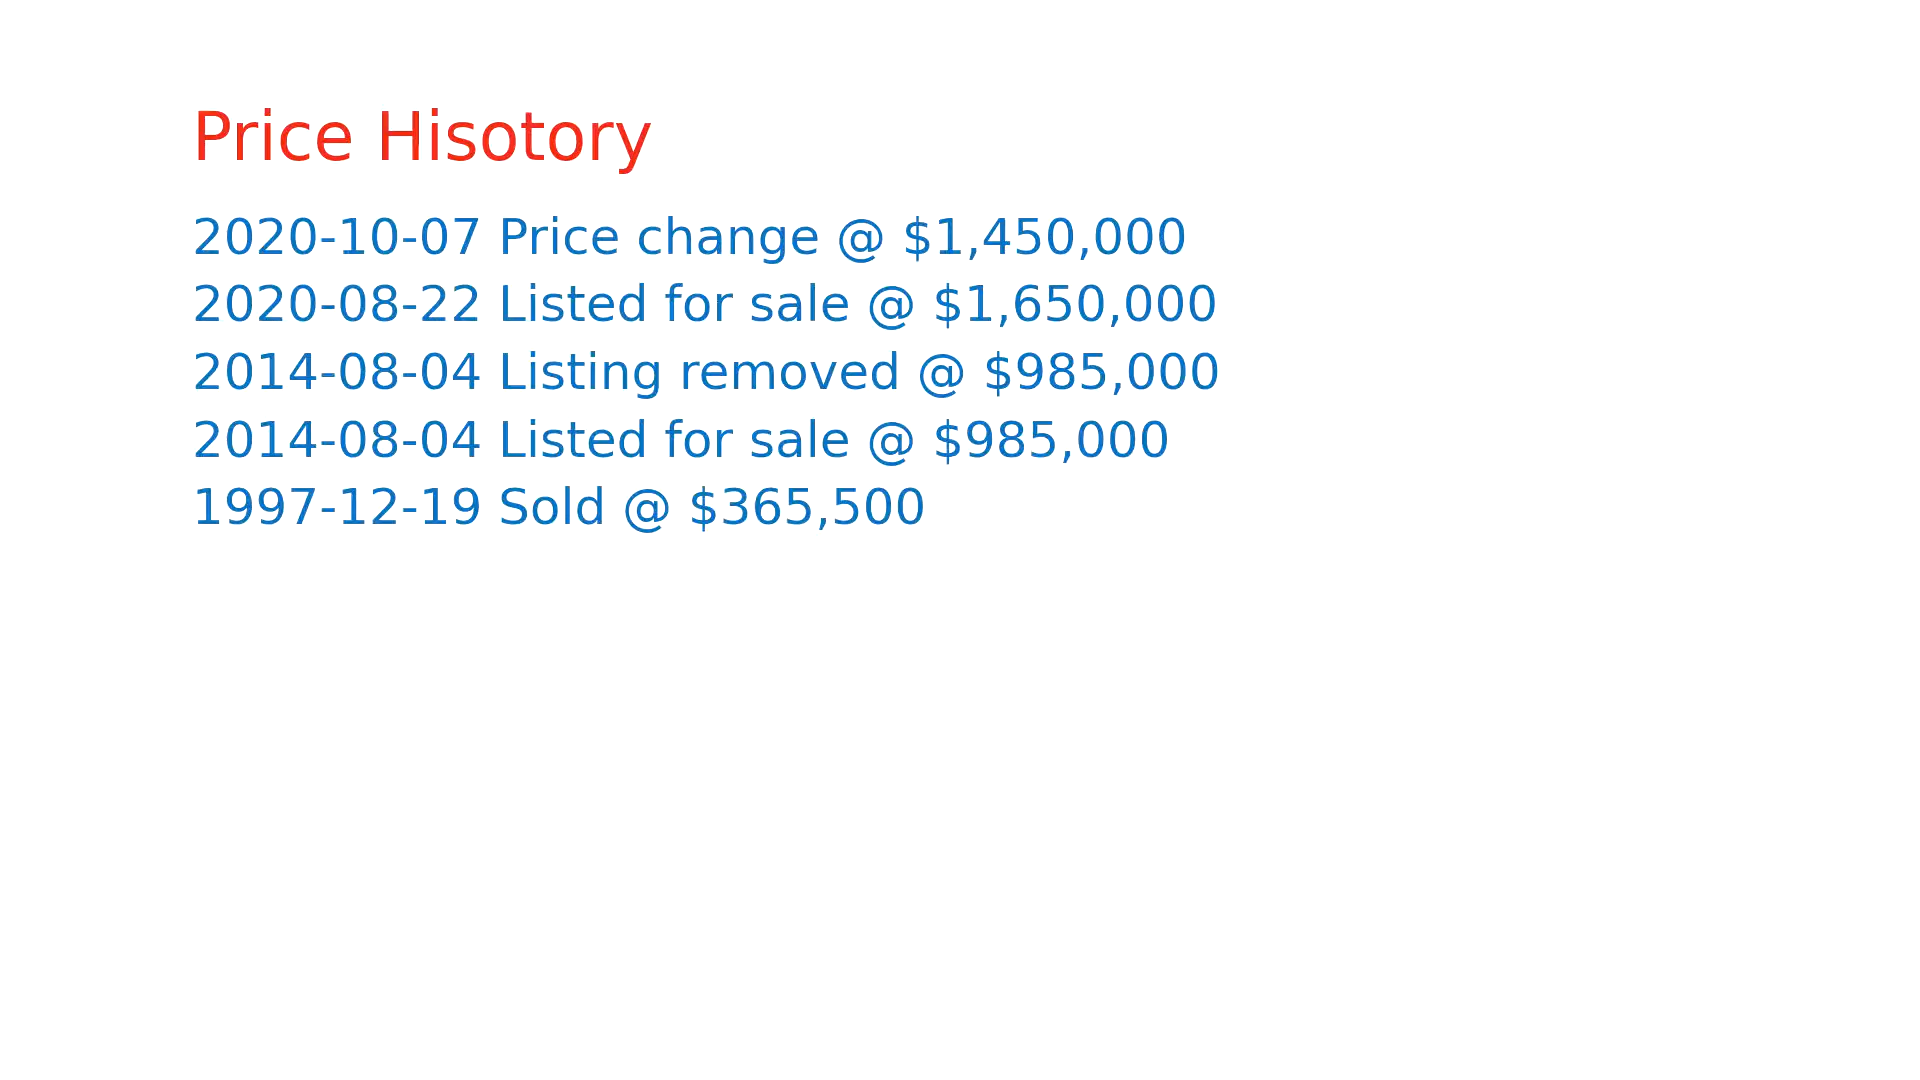 Price Hisotory
2020-10-07 Price change @ $1,450,000
2020-08-22 Listed for sale @ $1,650,000
2014-08-04 Listing removed @ $985,000
2014-08-04 Listed for sale @ $985,000
1997-12-19 Sold @ $365,500